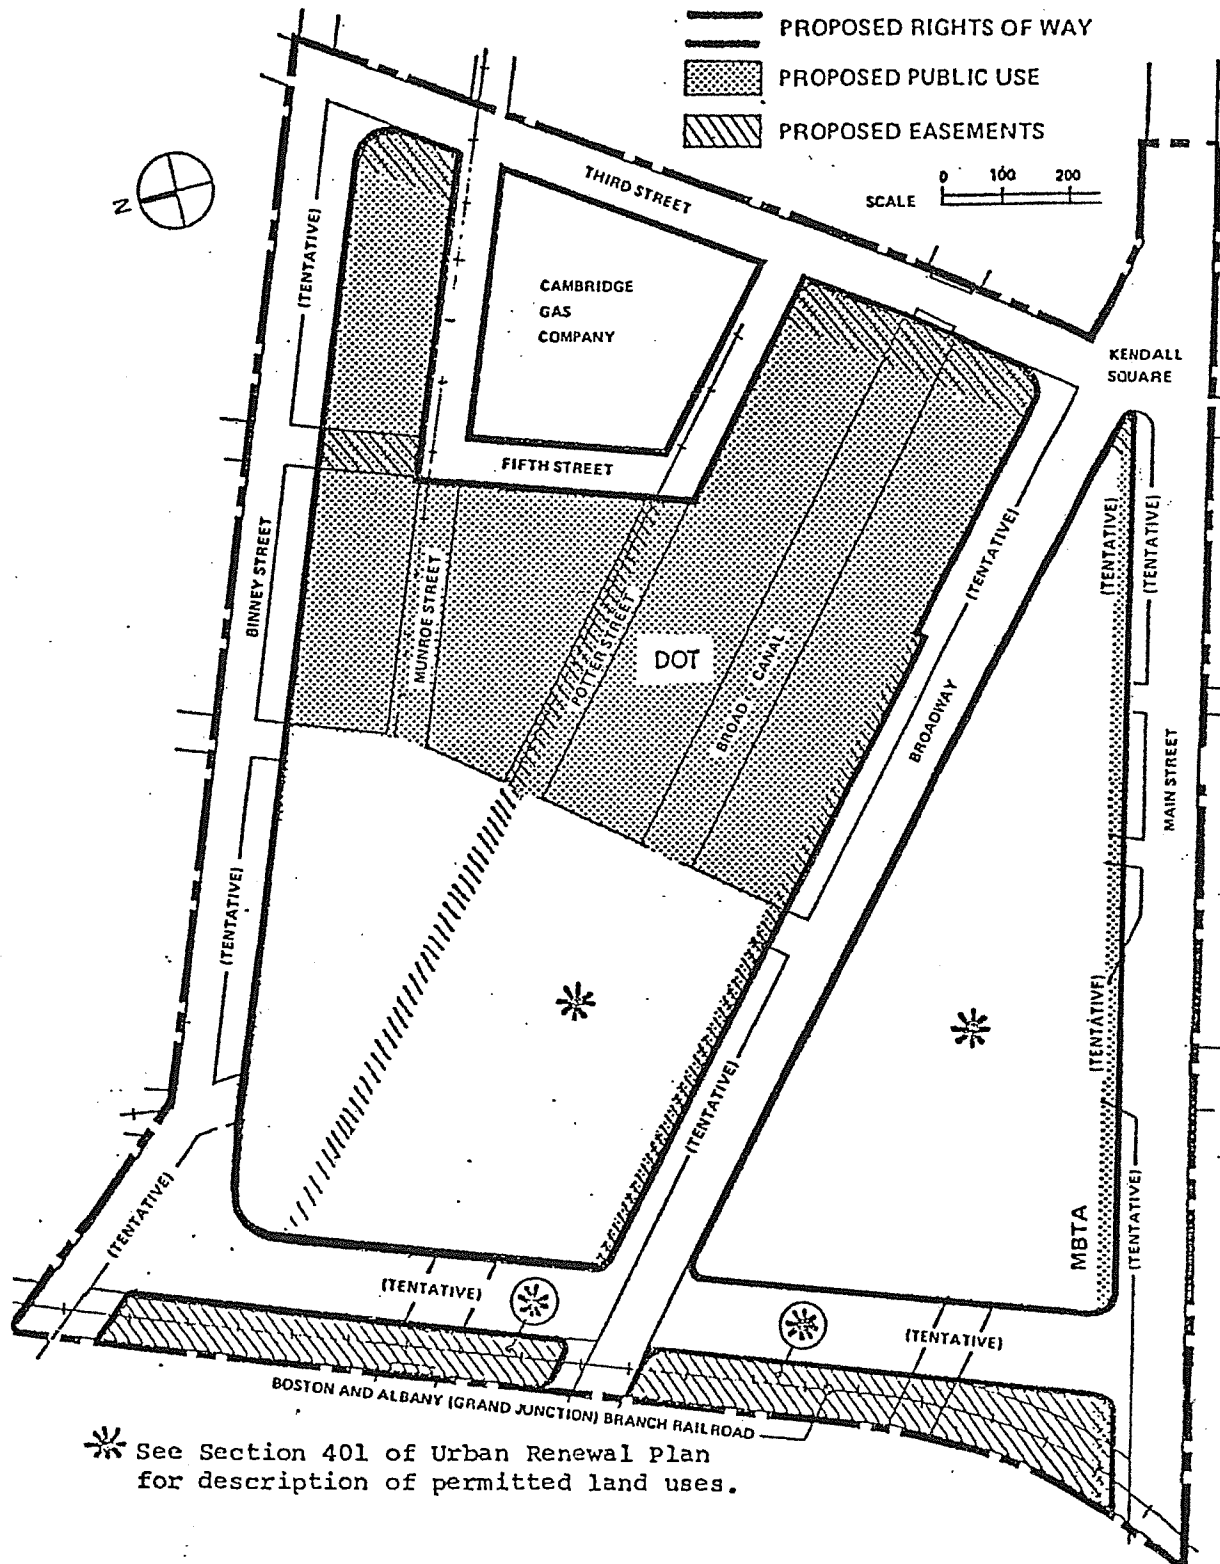 PROPOSED RIGHTS OF WAY
PROPOSED PUBLIC USE
PROPOSED EASEMENTS
SCALE
0 100 200
N
THIRD STREET
(TENTATIVE)
CAMBRIDGE
GAS
COMPANY
KENDALL
SQUARE
FIFTH STREET
BINNEY STREET
MUNROE STREET
POTTER STREET
DOT
BROAD CANAL
(TENTATIVE)
BROADWAY
(TENTATIVE)
(TENTATIVE)
MAIN STREET
(TENTATIVE)
(TENTATIVE)
(TENTATIVE)
(TENTATIVE)
MBTA
(TENTATIVE)
(TENTATIVE)
(TENTATIVE)
BOSTON AND ALBANY (GRAND JUNCTION) BRANCH RAILROAD
See Section 401 of Urban Renewal Plan
for description of permitted land uses.